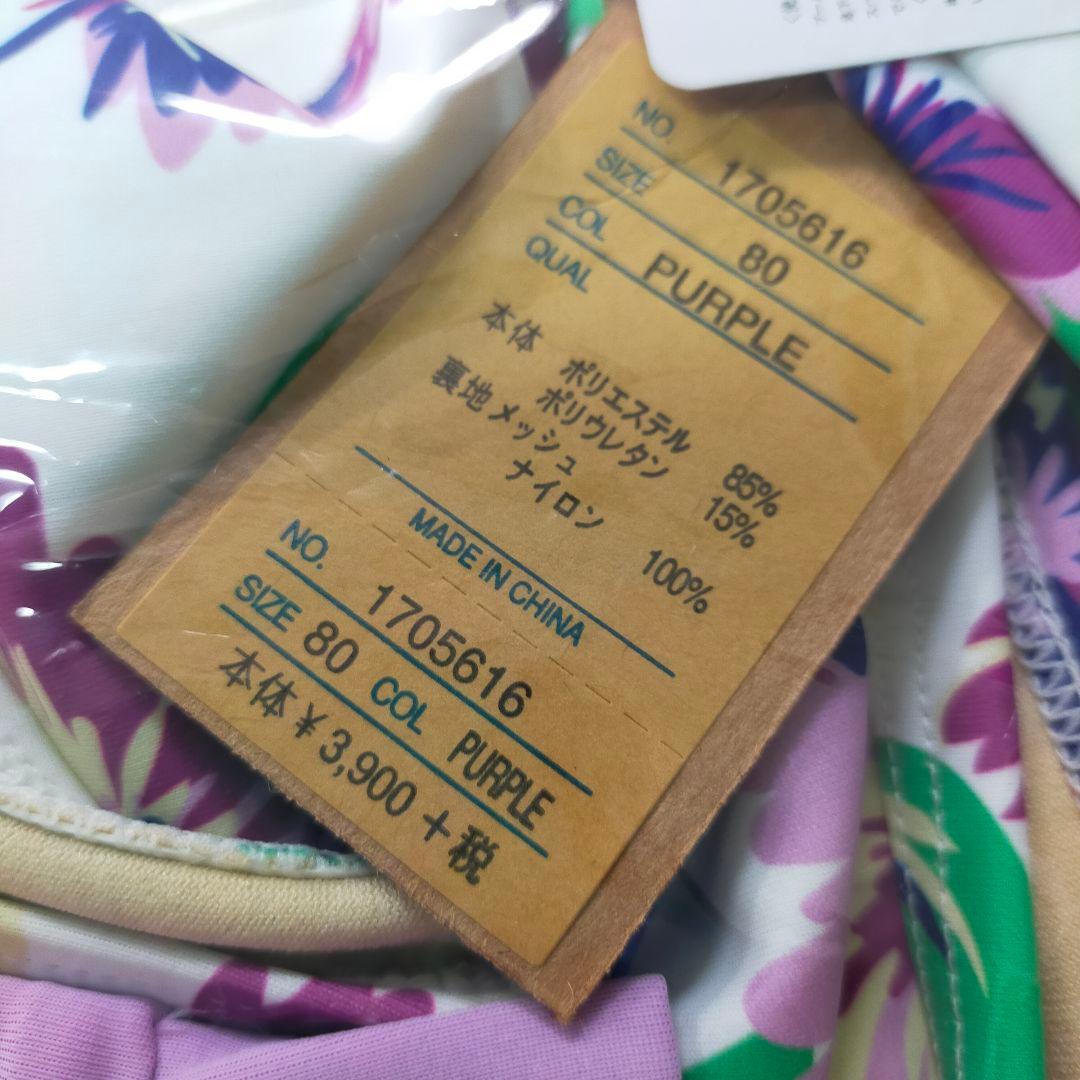 NO. 1705616
SIZE 80
COL PURPLE
QUAL
本体 ポリエステル 85%
ポリウレタン 15%
裏地メッシュ
ナイロン 100%
MADE IN CHINA
NO. 1705616
SIZE 80 COL PURPLE
本体￥3,900+税